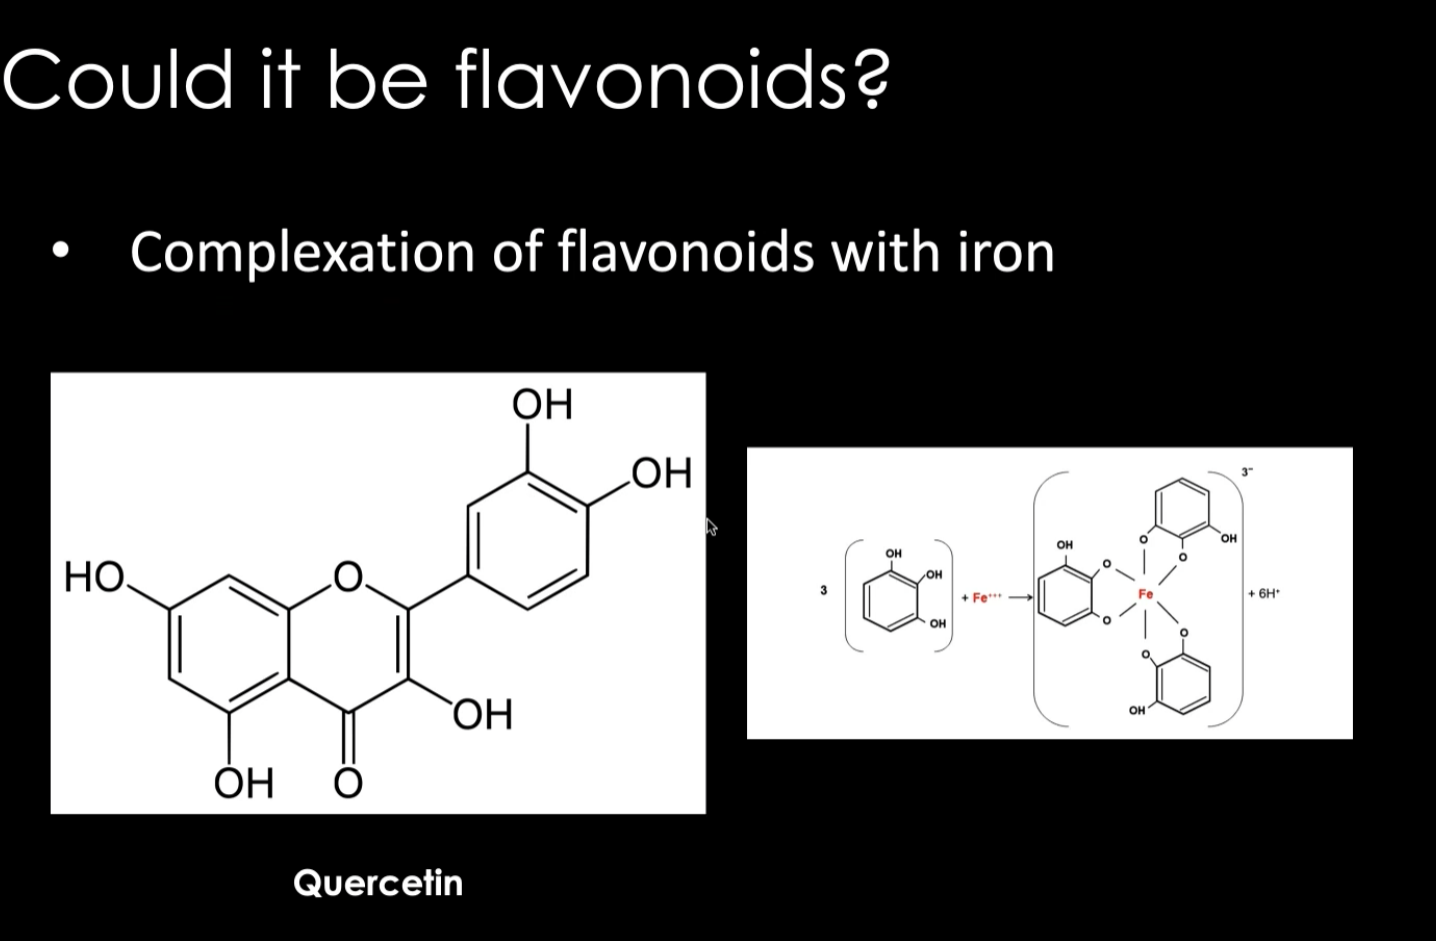 Could it be flavonoids?
• Complexation of flavonoids with iron
OH
OH
HO
O
OH
OH
O
Quercetin
3
OH
OH
OH
+ Fe+++
OH
O
O
Fe
O
O
OH
O
O
OH
3-
+ 6H+